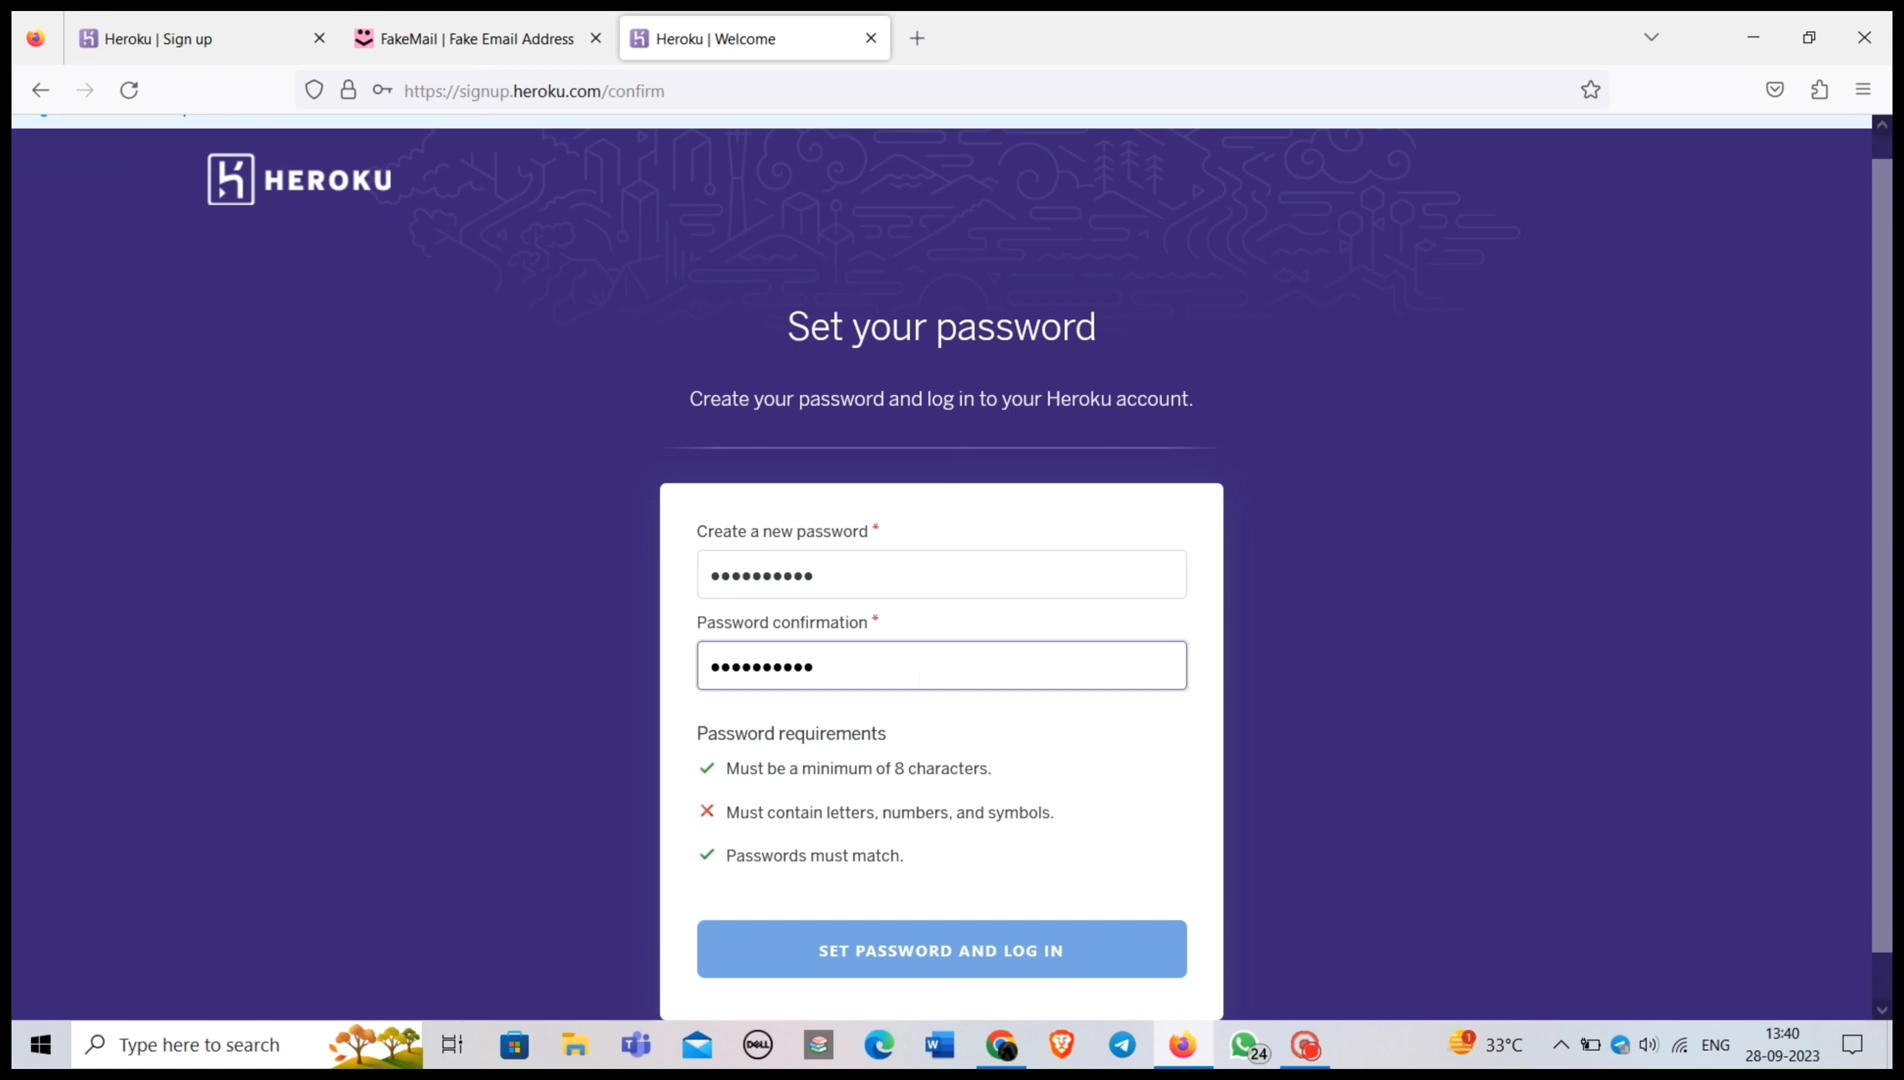 Heroku | Sign up
FakeMail | Fake Email Address
Heroku | Welcome
https://signup.heroku.com/confirm
HEROKU
Set your password
Create your password and log in to your Heroku account.
Create a new password *
Password confirmation *
Password requirements
Must be a minimum of 8 characters.
Must contain letters, numbers, and symbols.
Passwords must match.
SET PASSWORD AND LOG IN
Type here to search
DELL
24
1
33°C
ENG
13:40
28-09-2023